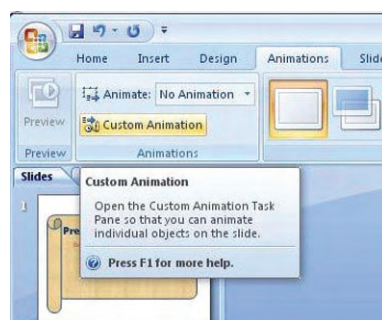 Home Insert Design Animations Slide
Animate: No Animation
Preview
Custom Animation
Preview Animations
Slides
Custom Animation
Open the Custom Animation Task
Pane so that you can animate
individual objects on the slide.
Press F1 for more help.
1
Pre